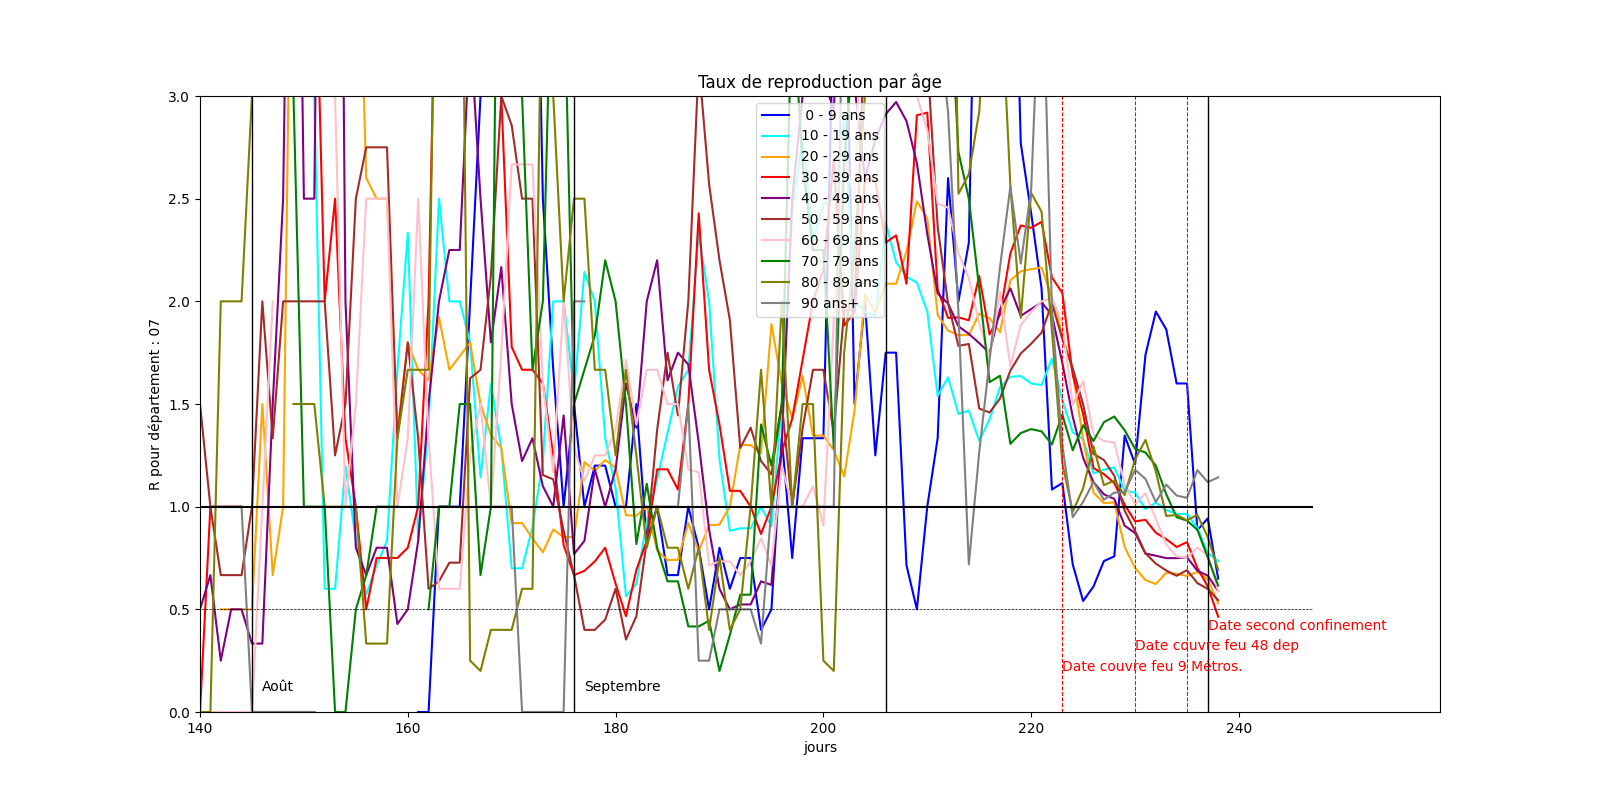 Taux de reproduction par âge
R pour département : 07
3.0
2.5
2.0
1.5
1.0
0.5
0.0
0 - 9 ans
10 - 19 ans
20 - 29 ans
30 - 39 ans
40 - 49 ans
50 - 59 ans
60 - 69 ans
70 - 79 ans
80 - 89 ans
90 ans+
Date second confinement
Date couvre feu 48 dep
Date couvre feu 9 Métros.
Août
Septembre
140
160
180
200
220
240
jours